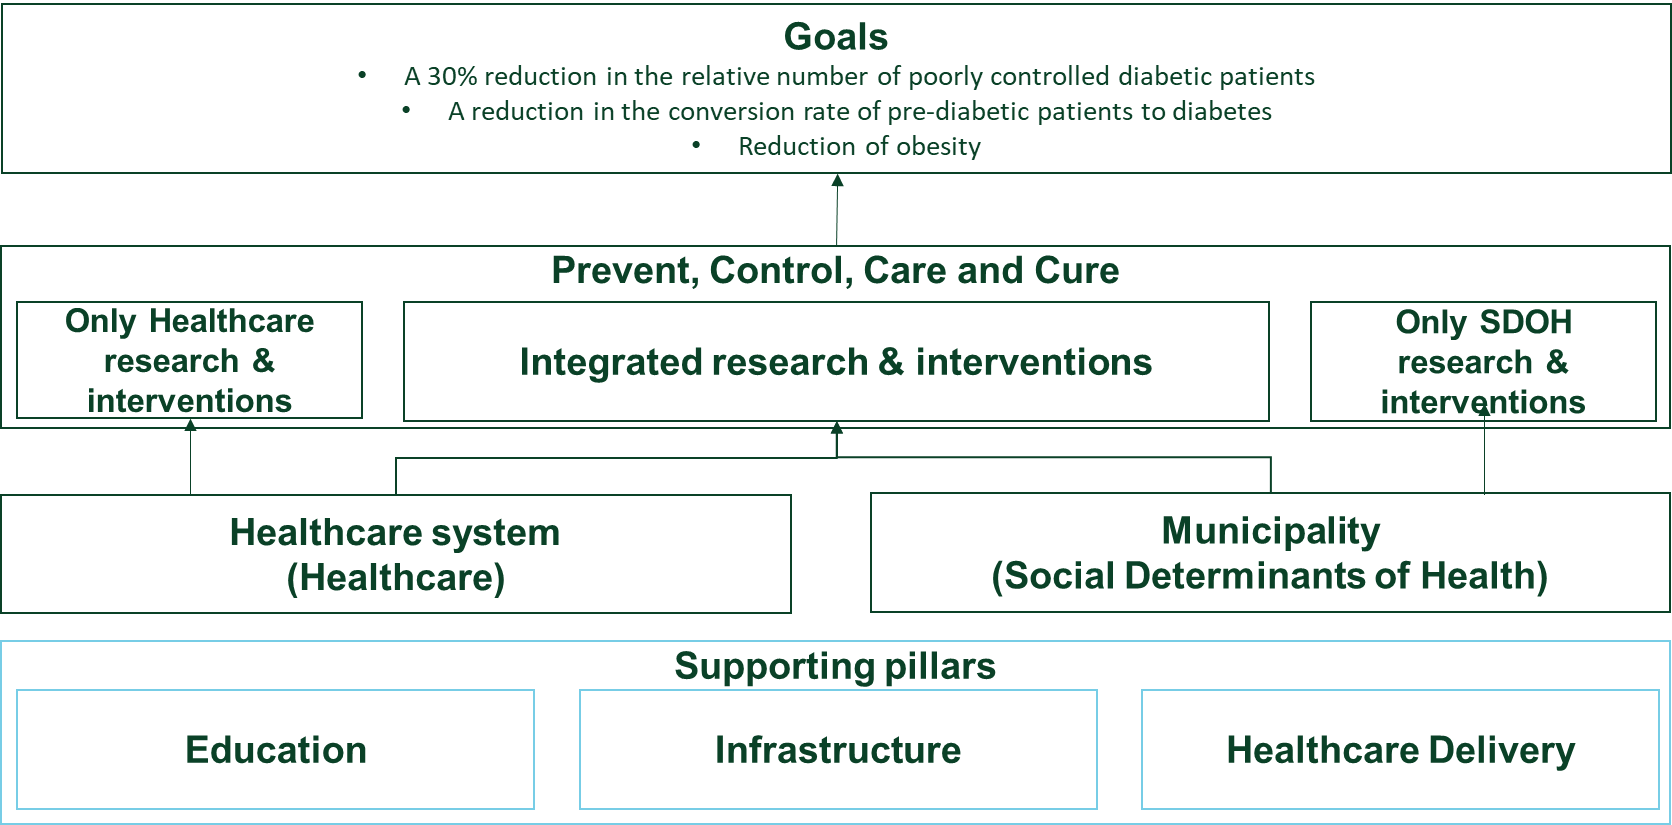 Goals
• A 30% reduction in the relative number of poorly controlled diabetic patients
• A reduction in the conversion rate of pre-diabetic patients to diabetes
• Reduction of obesity
Prevent, Control, Care and Cure
Only Healthcare
research &
interventions
Integrated research & interventions
Only SDOH
research &
interventions
Healthcare system
(Healthcare)
Municipality
(Social Determinants of Health)
Supporting pillars
Education
Infrastructure
Healthcare Delivery